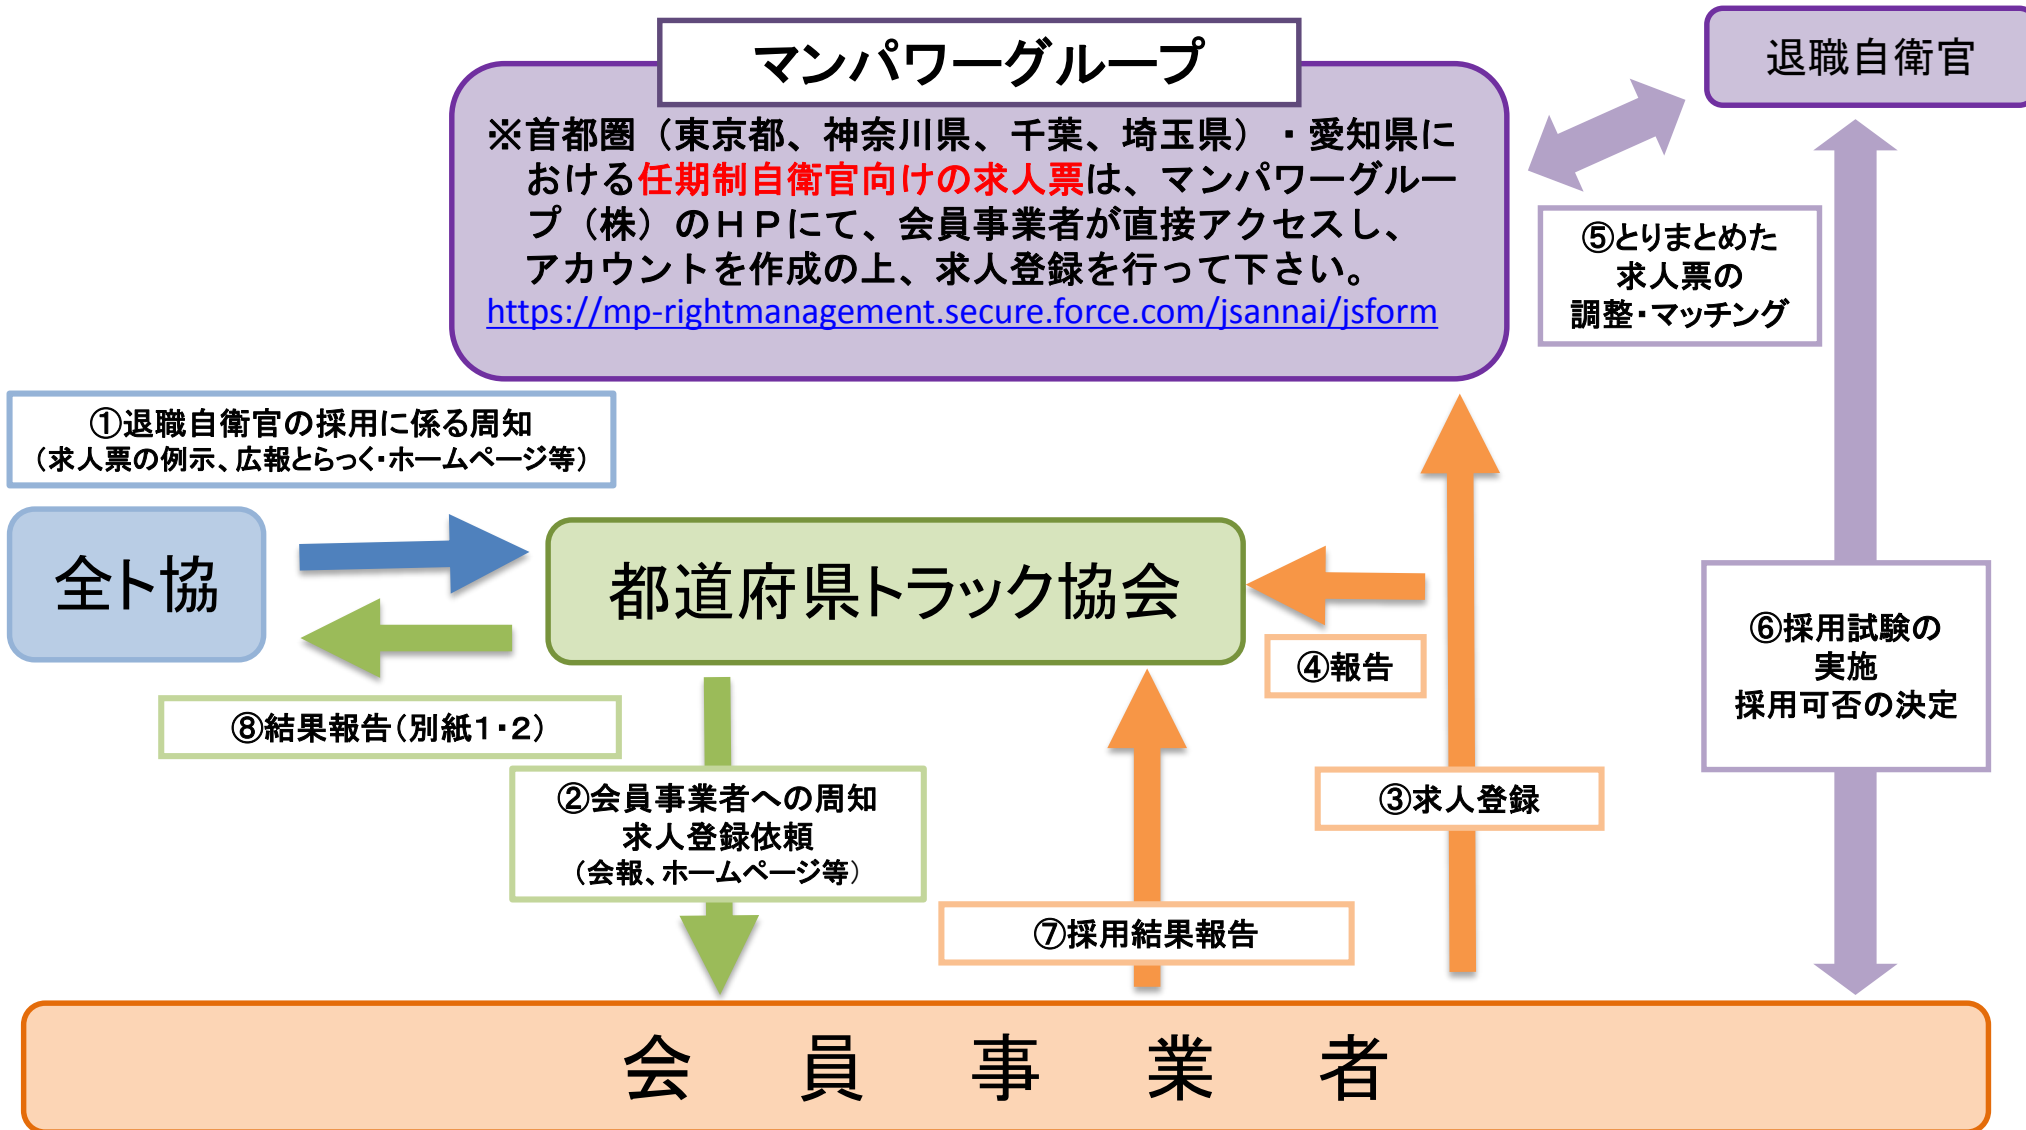 マンパワーグループ
退職自衛官
※首都圏（東京都、神奈川県、千葉、埼玉県）・愛知県に
おける任期制自衛官向けの求人票は、マンパワーグルー
プ（株）のＨＰにて、会員事業者が直接アクセスし、
アカウントを作成の上、求人登録を行って下さい。
https://mp-rightmanagement.secure.force.com/jsannai/jsform
⑤とりまとめた
求人票の
調整・マッチング
①退職自衛官の採用に係る周知
（求人票の例示、広報とらっく・ホームページ等）
全ト協
都道府県トラック協会
④報告
⑥採用試験の
実施
採用可否の決定
⑧結果報告（別紙１・２）
②会員事業者への周知
求人登録依頼
（会報、ホームページ等）
③求人登録
⑦採用結果報告
会員事業者